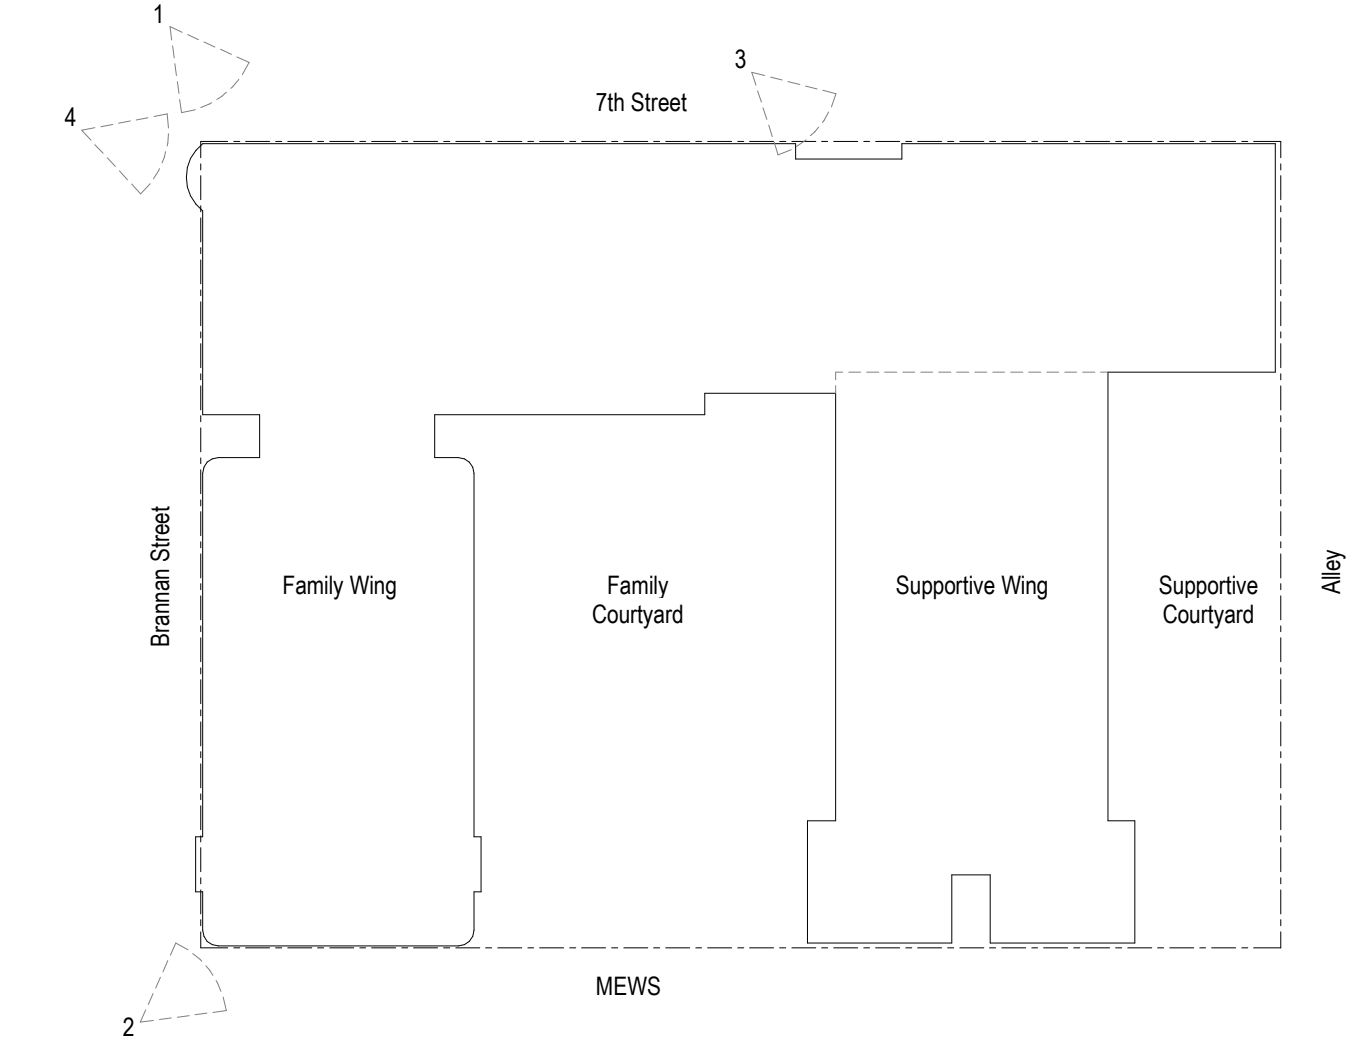 1
3
7th Street
4
Brannan Street
Family Wing
Family
Courtyard
Supportive Wing
Supportive
Courtyard
Alley
MEWS
2